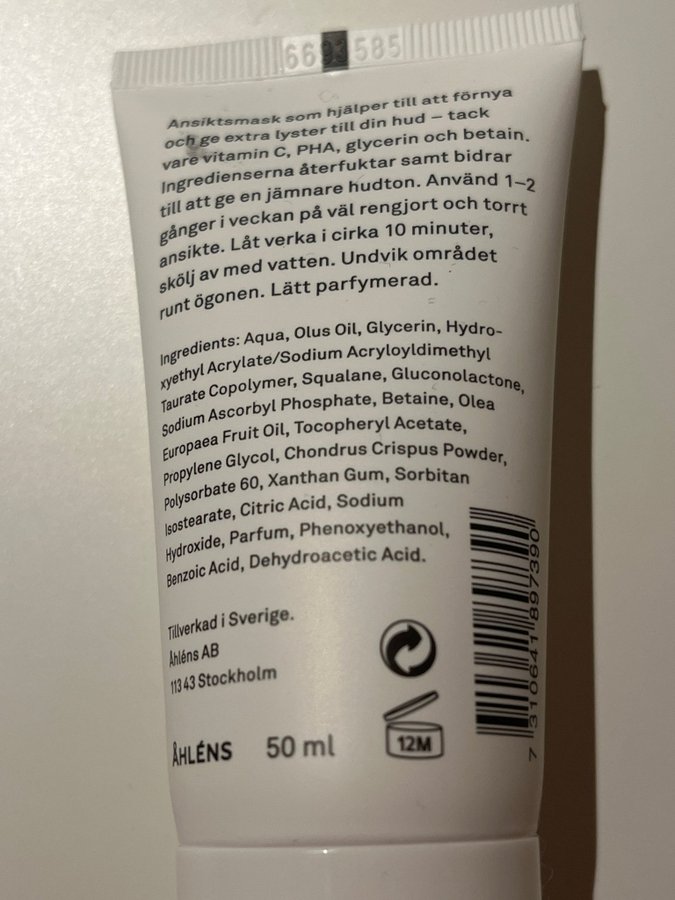 585
Ansiktsmask som hjälper till att förnya
och ge extra lyster till din hud – tack
vare vitamin C, PHA, glycerin och betain.
Ingredienserna återfuktar samt bidrar
till att ge en jämnare hudton. Använd 1–2
gånger i veckan på väl rengjort och torrt
ansikte. Låt verka i cirka 10 minuter,
skölj av med vatten. Undvik området
runt ögonen. Lätt parfymerad.
Ingredients: Aqua, Olus Oil, Glycerin, Hydro-
xyethyl Acrylate/Sodium Acryloyldimethyl
Taurate Copolymer, Squalane, Gluconolactone,
Sodium Ascorbyl Phosphate, Betaine, Olea
Europaea Fruit Oil, Tocopheryl Acetate,
Propylene Glycol, Chondrus Crispus Powder,
Polysorbate 60, Xanthan Gum, Sorbitan
Isostearate, Citric Acid, Sodium
Hydroxide, Parfum, Phenoxyethanol,
Benzoic Acid, Dehydroacetic Acid.
Tillverkad i Sverige.
Åhléns AB
113 43 Stockholm
ÅHLÉNS 50 ml
12M
7 310641 897390